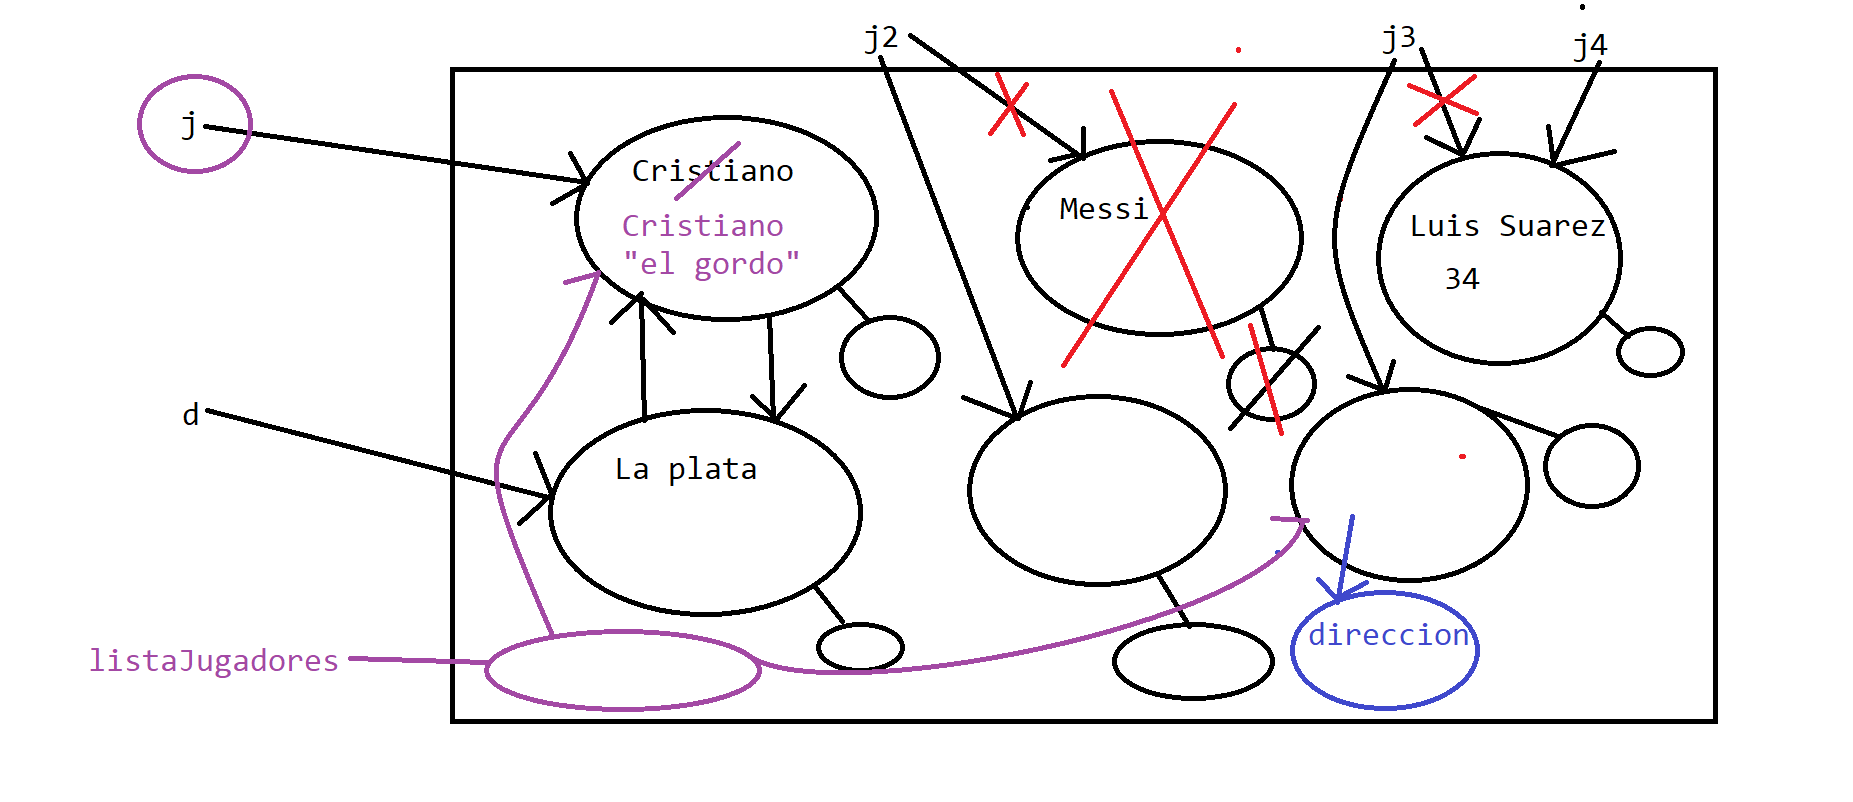 j2
j3
j4
j
Cristiano
Cristiano
"el gordo"
Messi
Luis Suarez
34
d
La plata
listaJugadores
direccion